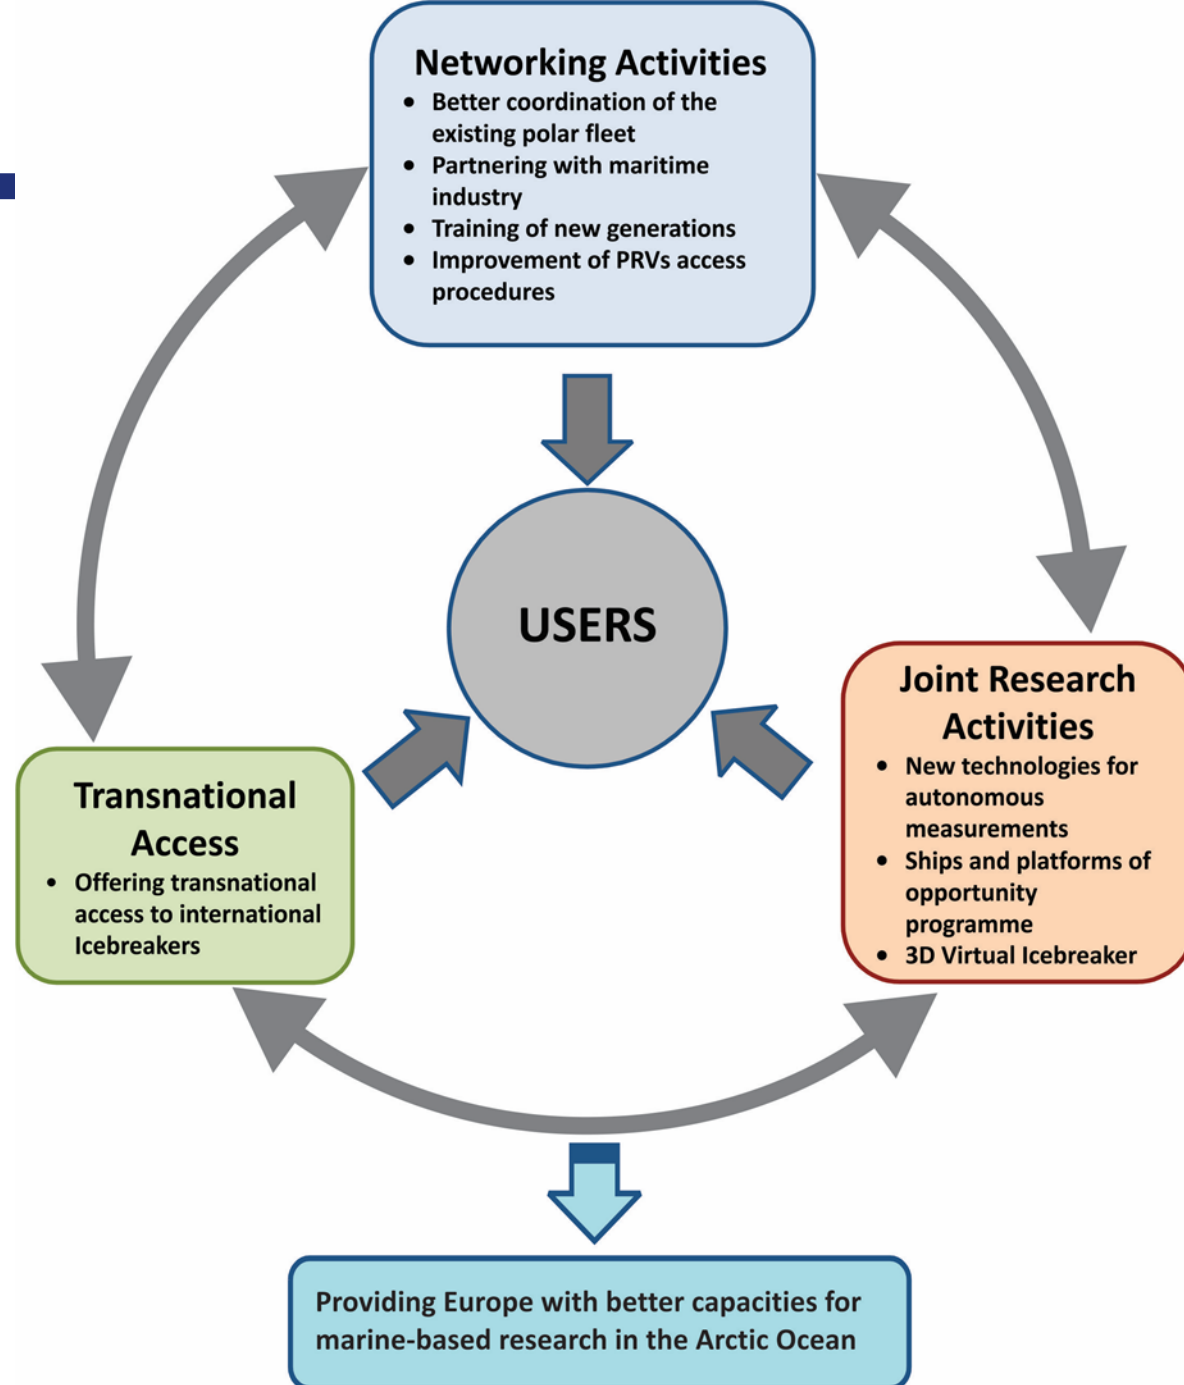 Networking Activities
• Better coordination of the
existing polar fleet
• Partnering with maritime
industry
• Training of new generations
• Improvement of PRVs access
procedures
USERS
Transnational
Access
• Offering transnational
access to international
Icebreakers
Joint Research
Activities
• New technologies for
autonomous
measurements
• Ships and platforms of
opportunity
programme
• 3D Virtual Icebreaker
Providing Europe with better capacities for
marine-based research in the Arctic Ocean